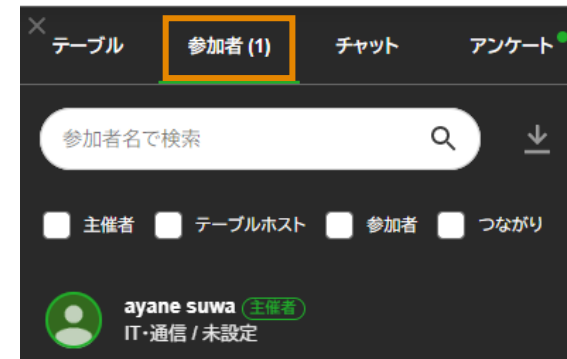 テーブル 参加者 (1) チャット アンケート
参加者名で検索
主催者 テーブルホスト 参加者 つながり
ayane suwa 主催者
IT・通信 / 未設定